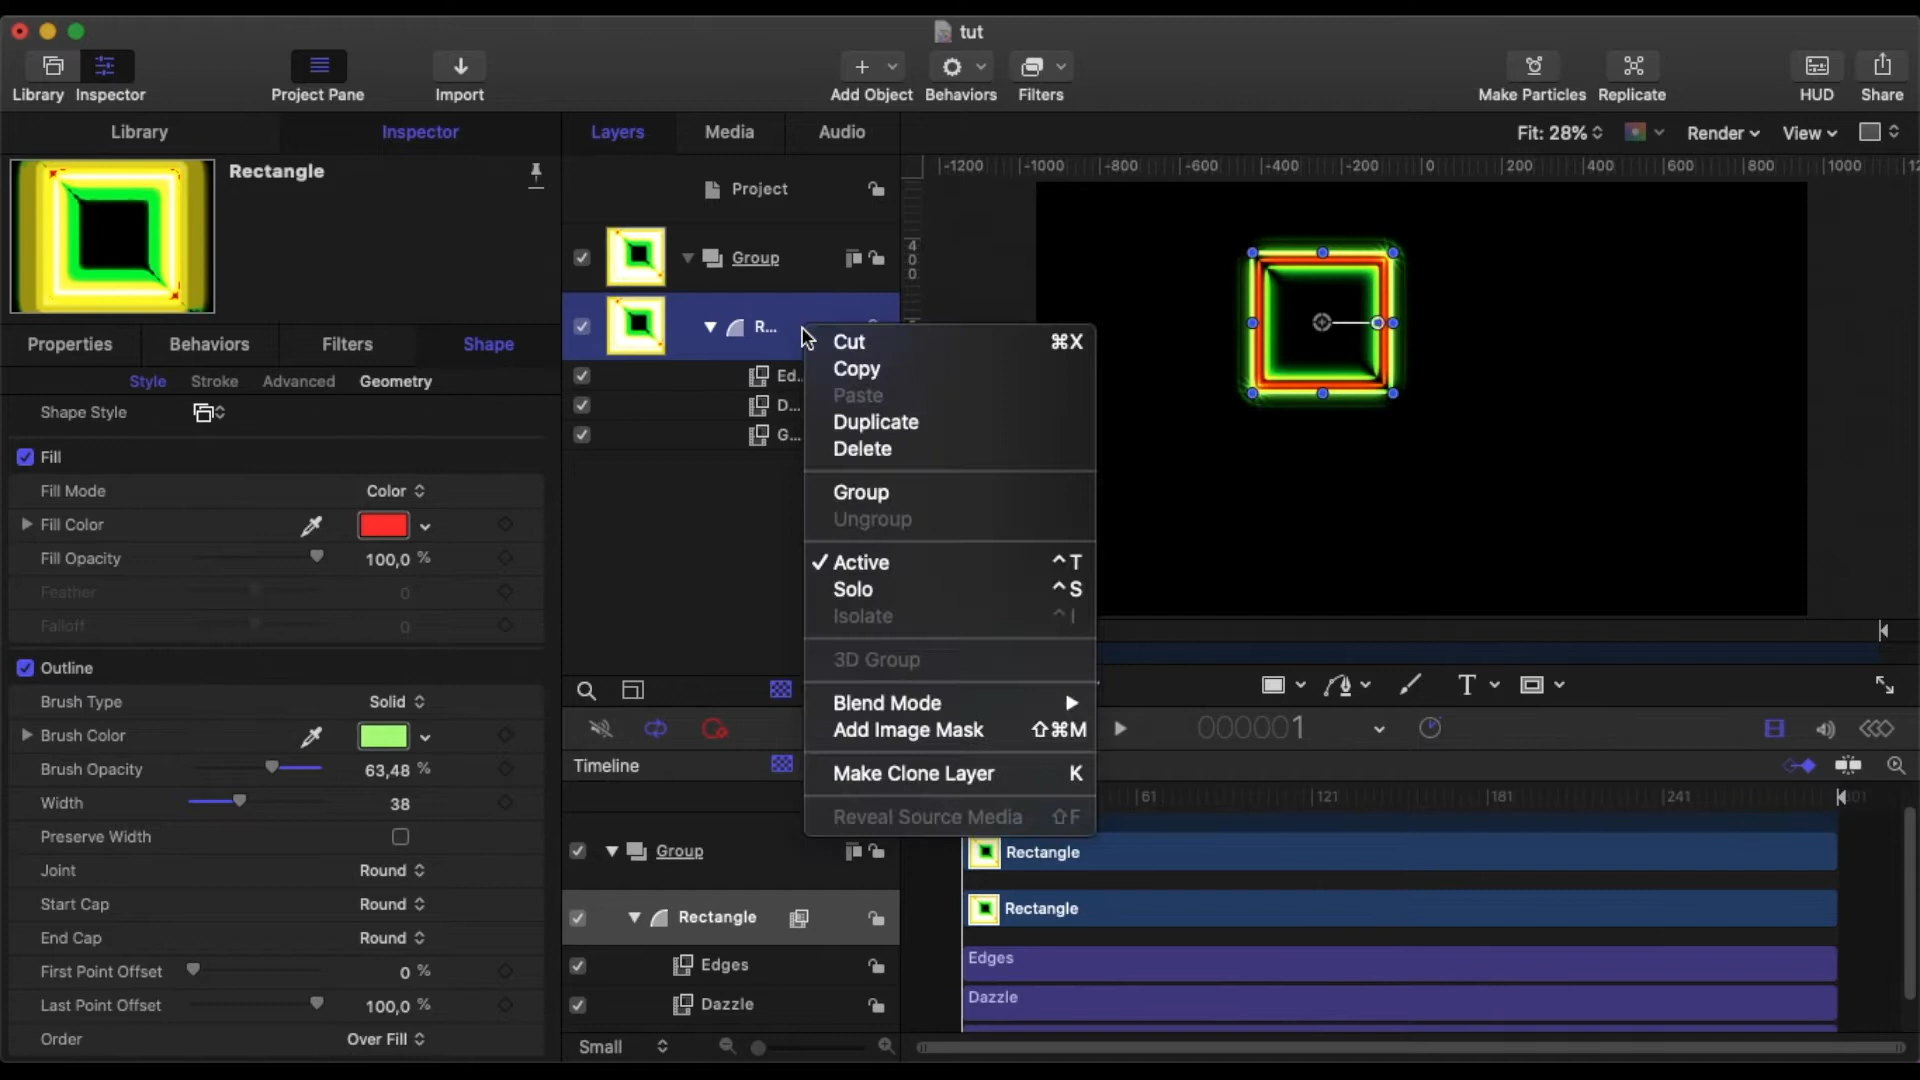 tut
Library Inspector Project Pane Import Add Object Behaviors Filters Make Particles Replicate HUD Share
Library Inspector Layers Media Audio Fit: 28% Render View
-1200 -1000 -800 -600 -400 -200 0 200 400 600 800 1000
Rectangle
Project
Group
400
R...
Ed...
D...
G...
Properties Behaviors Filters Shape
Style Stroke Advanced Geometry
Shape Style
Fill
Fill Mode Color
Fill Color
Fill Opacity 100,0 %
Feather 0
Falloff 0
Outline
Brush Type Solid
Brush Color
Brush Opacity 63,48 %
Width 38
Preserve Width
Joint Round
Start Cap Round
End Cap Round
First Point Offset 0 %
Last Point Offset 100,0 %
Order Over Fill
Cut ⌘X
Copy
Paste
Duplicate
Delete
Group
Ungroup
✓ Active ^T
Solo ^S
Isolate ^I
3D Group
Blend Mode ▶
Add Image Mask ⇧⌘M
Make Clone Layer K
Reveal Source Media ⇧F
T
000001
Timeline
61 121 181 241 301
Group Rectangle
Rectangle Rectangle
Edges Edges
Dazzle Dazzle
Small